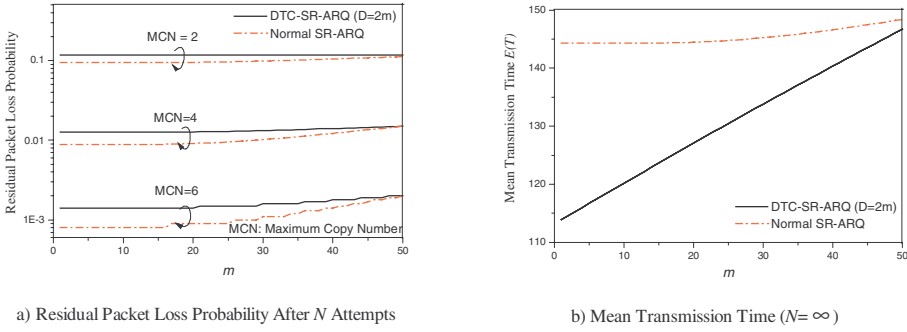 a)
DTC-SR-ARQ (D=2m)
Normal SR-ARQ
MCN = 2
MCN=4
MCN=6
MCN: Maximum Copy Number
Residual Packet Loss Probability
0.1
0.01
1E-3
0 10 20 30 40 50
m
a) Residual Packet Loss Probability After N Attempts
b)
Mean Transmission Time E(T)
150
140
130
120
110
DTC-SR-ARQ (D=2m)
Normal SR-ARQ
0 10 20 30 40 50
m
b) Mean Transmission Time (N= ∞ )